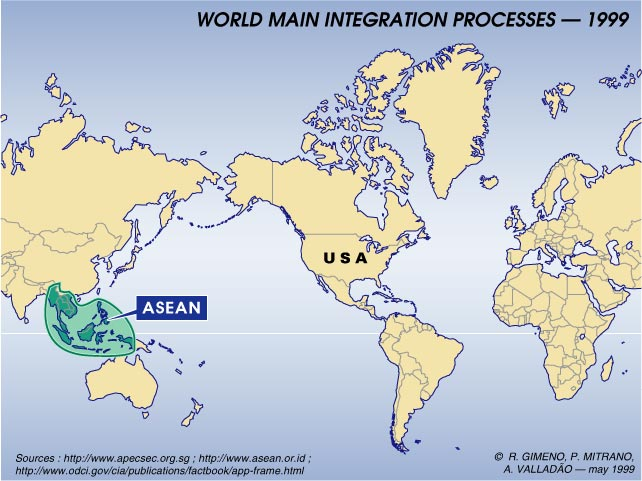 WORLD MAIN INTEGRATION PROCESSES — 1999
USA
ASEAN
Sources : http://www.apecsec.org.sg ; http://www.asean.or.id ;
http://www.odci.gov/cia/publications/factbook/app-frame.html
© R. GIMENO, P. MITRANO,
A. VALLADÃO — may 1999